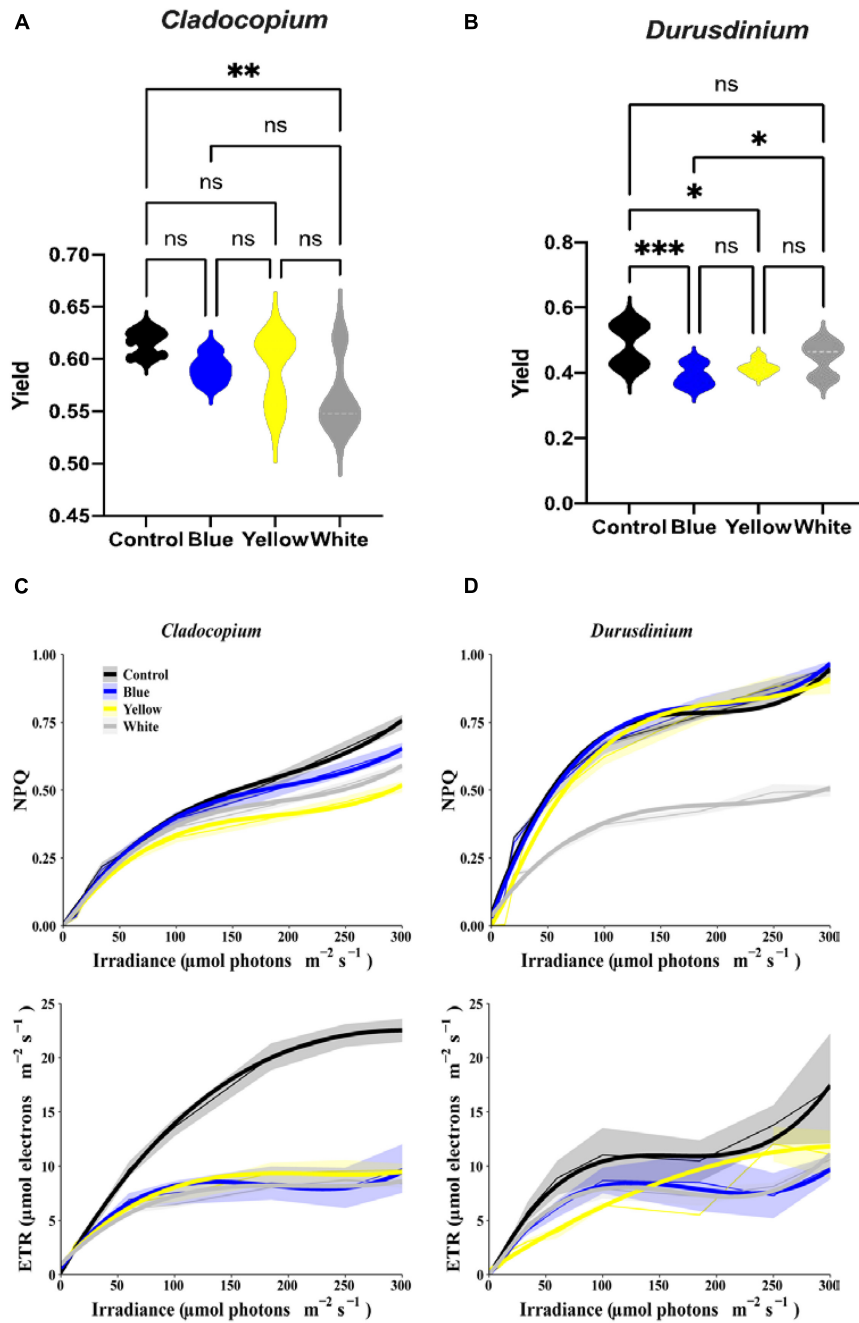 A
Cladocopium
**
ns
ns
ns
ns
ns
0.70
0.65
0.60
0.55
0.50
0.45
Yield
Control Blue Yellow White
B
Durusdinium
ns
*
*
***
ns
ns
0.8
0.6
0.4
0.2
0.0
Yield
Control Blue Yellow White
C
Cladocopium
1.00
0.75
0.50
0.25
0.00
NPQ
Control
Blue
Yellow
White
0 50 100 150 200 250 300
Irradiance (µmol photons m⁻² s⁻¹ )
D
Durusdinium
1.00
0.75
0.50
0.25
0.00
NPQ
0 50 100 150 200 250 300
Irradiance (µmol photons m⁻² s⁻¹ )
25
20
15
10
5
0
ETR (µmol electrons m⁻² s⁻¹ )
0 50 100 150 200 250 300
Irradiance (µmol photons m⁻² s⁻¹ )
25
20
15
10
5
0
ETR (µmol electrons m⁻² s⁻¹ )
0 50 100 150 200 250 300
Irradiance (µmol photons m⁻² s⁻¹ )